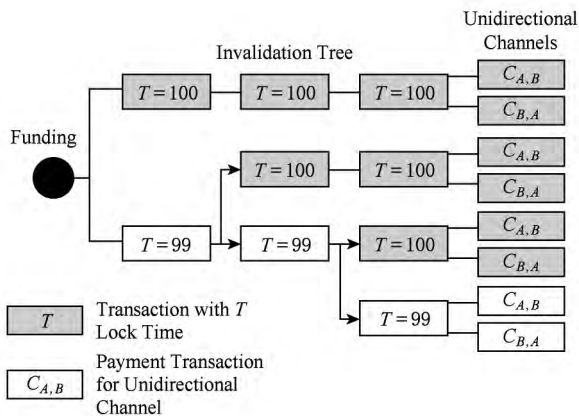 Unidirectional
Channels
Invalidation Tree
Funding
T = 100
T = 100
T = 100
C_{A,B}
C_{B,A}
T = 100
T = 100
C_{A,B}
C_{B,A}
T = 99
T = 99
T = 100
C_{A,B}
C_{B,A}
T = 99
C_{A,B}
C_{B,A}
T
Transaction with T
Lock Time
C_{A,B}
Payment Transaction
for Unidirectional
Channel